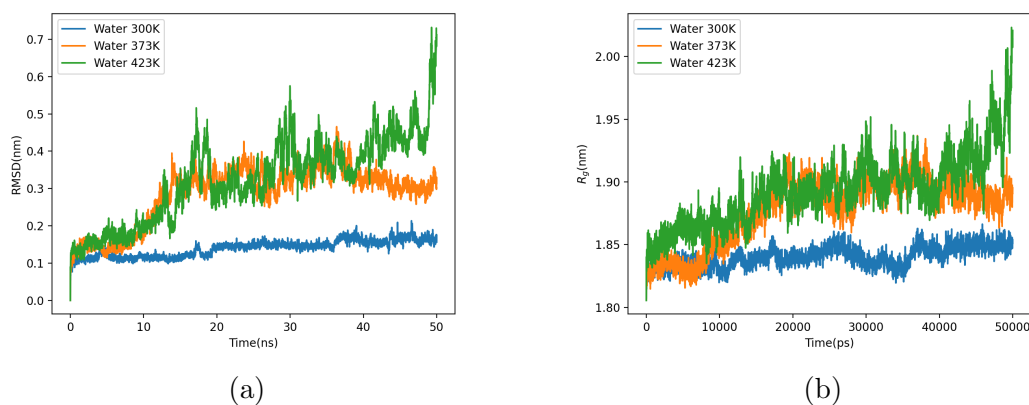 Water 300K
Water 373K
Water 423K
RMSD(nm)
0.7
0.6
0.5
0.4
0.3
0.2
0.1
0.0
0
10
20
30
40
50
Time(ns)
(a)
Water 300K
Water 373K
Water 423K
Rg(nm)
2.00
1.95
1.90
1.85
1.80
0
10000
20000
30000
40000
50000
Time(ps)
(b)